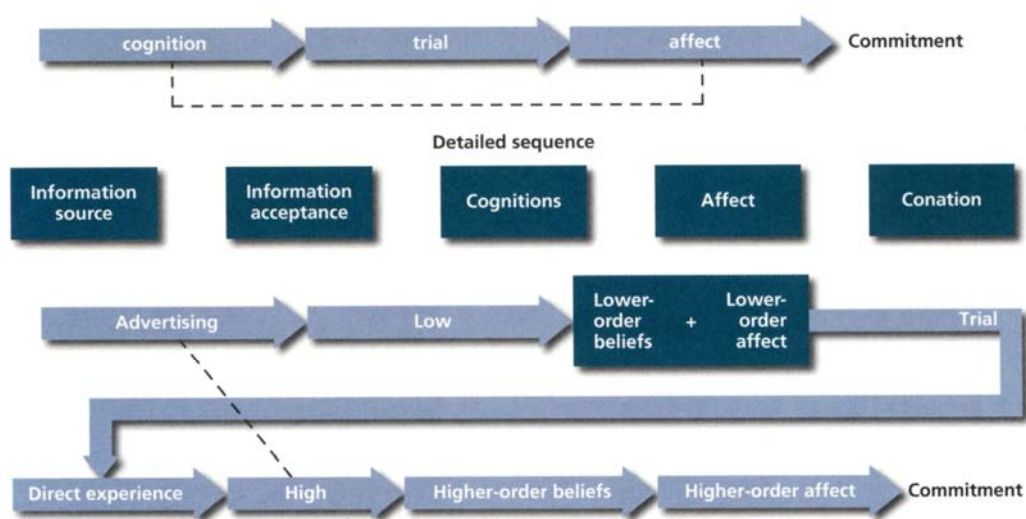 cognition
trial
affect
Commitment
Detailed sequence
Information
source
Information
acceptance
Cognitions
Affect
Conation
Advertising
Low
Lower-
order
beliefs
+
Lower-
order
affect
Trial
Direct experience
High
Higher-order beliefs
Higher-order affect
Commitment